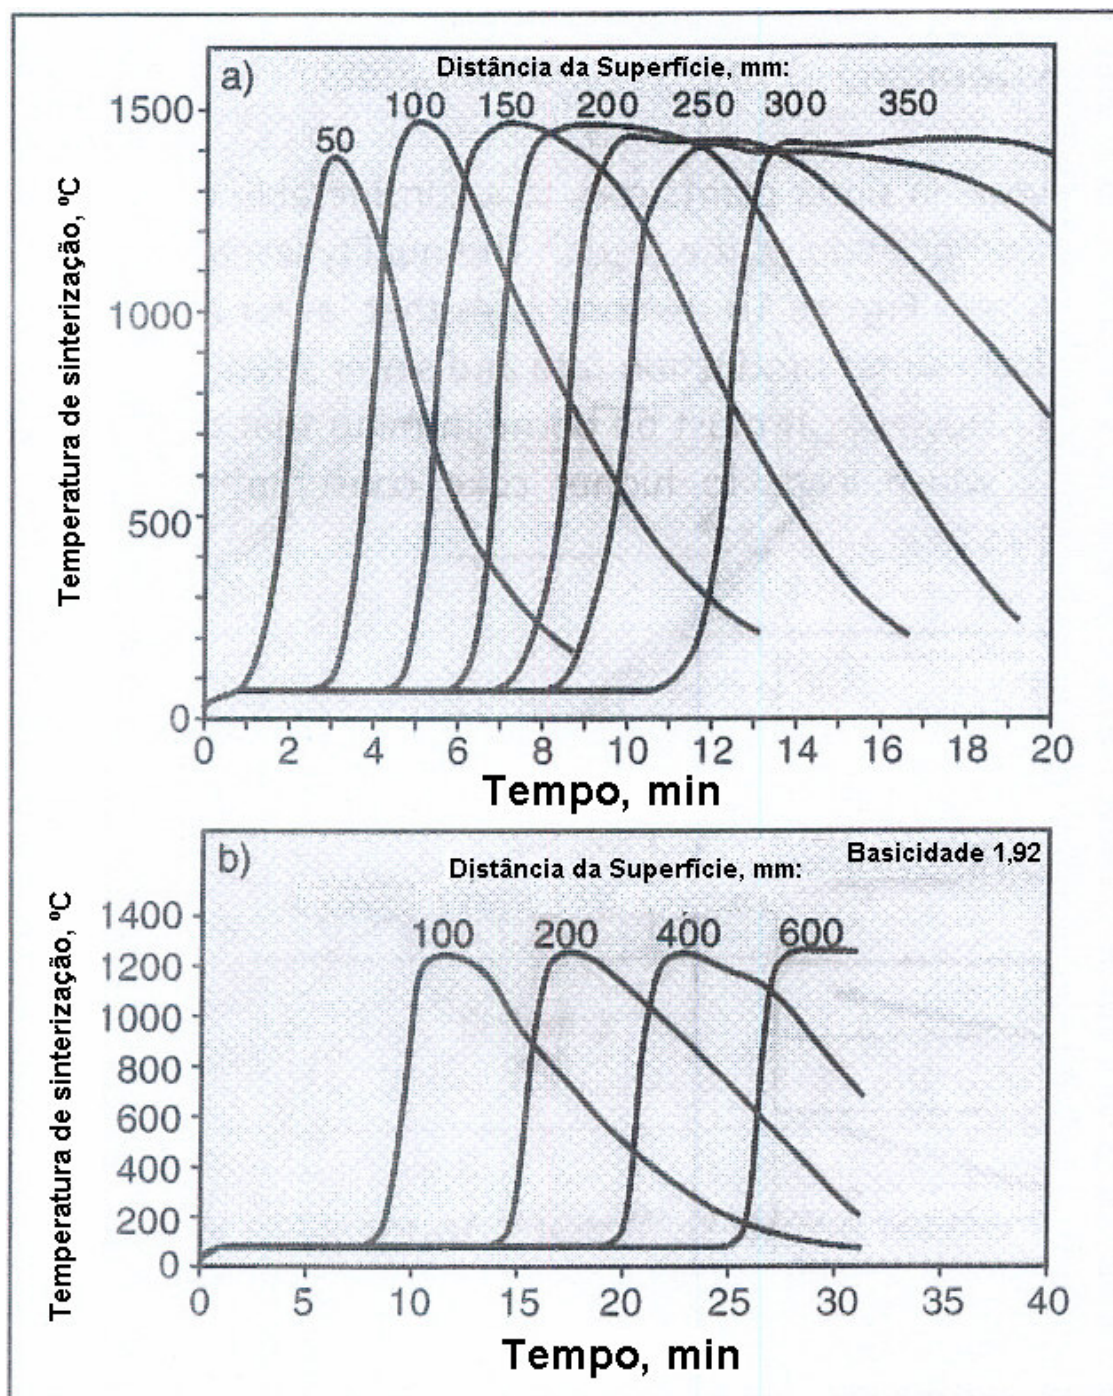 a)
Distância da Superfície, mm:
50 100 150 200 250 300 350
Temperatura de sinterização, ºC
1500
1000
500
0
0 2 4 6 8 10 12 14 16 18 20
Tempo, min
b)
Basicidade 1,92
Distância da Superfície, mm:
100 200 400 600
Temperatura de sinterização, ºC
1400
1200
1000
800
600
400
200
0
0 5 10 15 20 25 30 35 40
Tempo, min